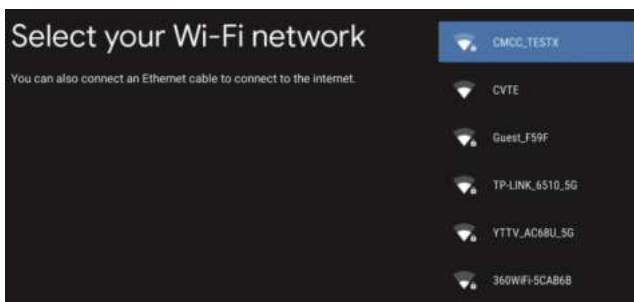 Select your Wi-Fi network
You can also connect an Ethernet cable to connect to the internet.
CMCC_TESTX
CVTE
Guest_F59F
TP-LINK_6510_5G
YTTV_AC68U_5G
360WiFi-5CAB6B